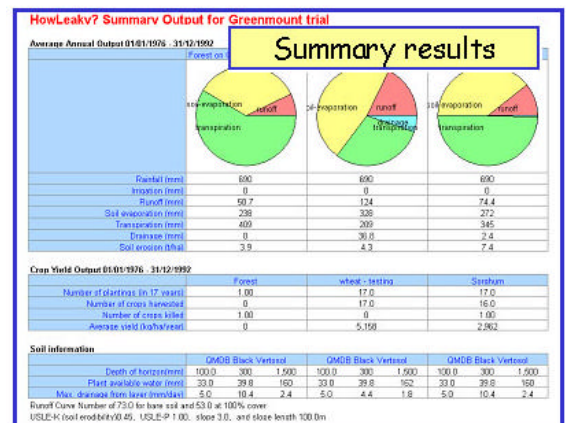 HowLeaky? Summary Output for Greenmount trial
Summary results
Average Annual Output 01/01/1976 - 31/12/1992
Forest on
soil-evaporation runoff transpiration
soil-evaporation runoff drainage transpiration
soil-evaporation runoff transpiration
Rainfall (mm) 690 690 690
Irrigation (mm) 0 0 0
Runoff (mm) 50.7 124 74.4
Soil evaporation (mm) 238 328 272
Transpiration (mm) 409 209 345
Drainage (mm) 0 36.8 2.4
Soil erosion (t/ha) 3.9 4.3 7.4
Crop Yield Output 01/01/1976 - 31/12/1992
Forest wheat - testing Sorghum
Number of plantings (in 17 years) 1.00 17.0 17.0
Number of crops harvested 0 17.0 16.0
Number of crops killed 1.00 0 1.00
Average yield (kg/ha/year) 0 5,158 2,962
Soil information
QMDB Black Vertosol QMDB Black Vertosol QMDB Black Vertosol
Depth of horizon(mm) 100.0 300 1,500 100.0 300 1,500 100.0 300 1,500
Plant available water (mm) 33.0 39.8 160 33.0 39.8 162 33.0 39.8 160
Max. drainage from layer (mm/day) 5.0 10.4 2.4 5.0 4.4 1.8 5.0 10.4 2.4
Runoff Curve Number of 73.0 for bare soil and 53.0 at 100% cover
USLE-K (soil erodibility)0.45, USLE-P 1.00, slope 3.0, and slope length 100.0m